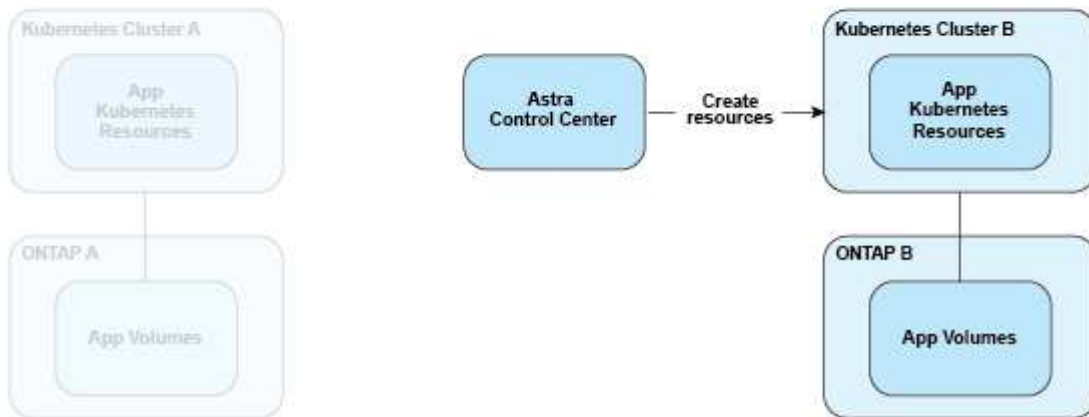 Kubernetes Cluster A
App
Kubernetes
Resources
ONTAP A
App Volumes
Astra
Control Center
Create
resources
Kubernetes Cluster B
App
Kubernetes
Resources
ONTAP B
App Volumes